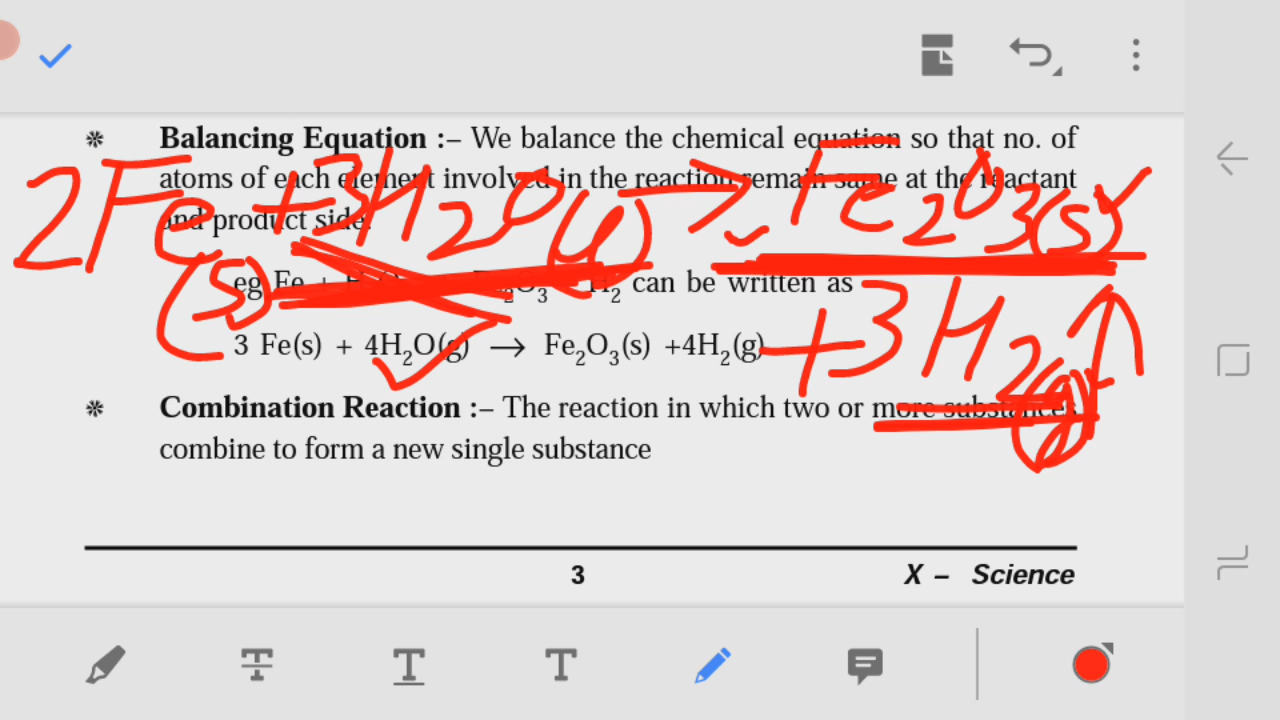 Balancing Equation :– We balance the chemical equation so that no. of
atoms of each element involved in the reaction remain same at the reactant
and product side.
2Fe(s) + 3H2O(l) → Fe2O3(s) + 3H2(g) ↑
eg Fe + H2O Fe2O3 H2 can be written as
3 Fe(s) + 4H2O(g) → Fe2O3(s) +4H2(g)
Combination Reaction :– The reaction in which two or more substances
combine to form a new single substance
3 X – Science